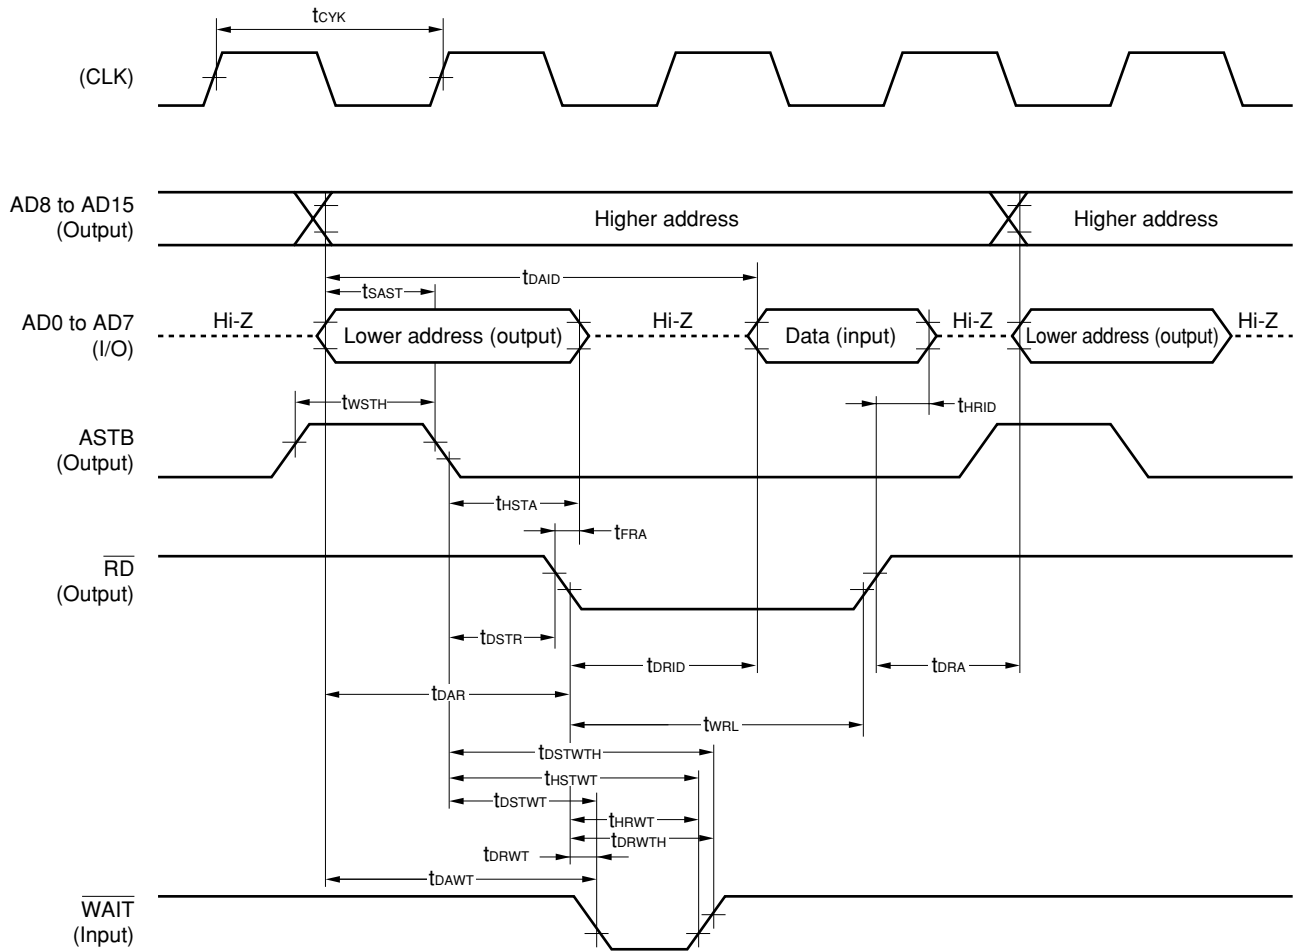 tCYK
(CLK)
AD8 to AD15
(Output)
Higher address
Higher address
tDAID
tSAST
AD0 to AD7
(I/O)
Hi-Z
Lower address (output)
Hi-Z
Data (input)
Hi-Z
Lower address (output)
Hi-Z
tWSTH
tHRID
ASTB
(Output)
tHSTA
tFRA
RD
(Output)
tDSTR
tDRID
tDRA
tDAR
tWRL
tDSTWTH
tHSTWT
tDSTWT
tHRWT
tDRWTH
tDRWT
tDAWT
WAIT
(Input)